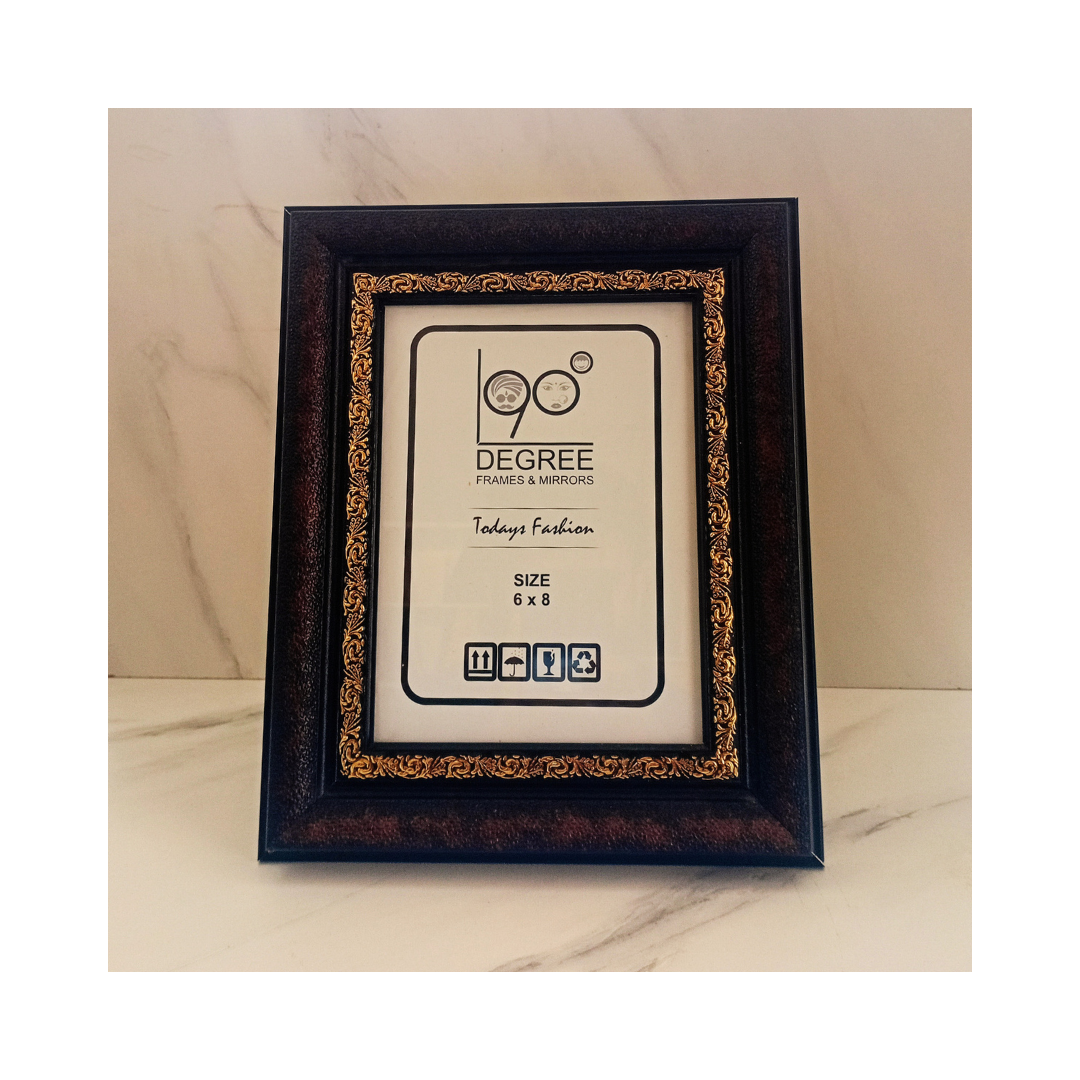 90°
DEGREE
FRAMES & MIRRORS
Todays Fashion
SIZE
6 x 8